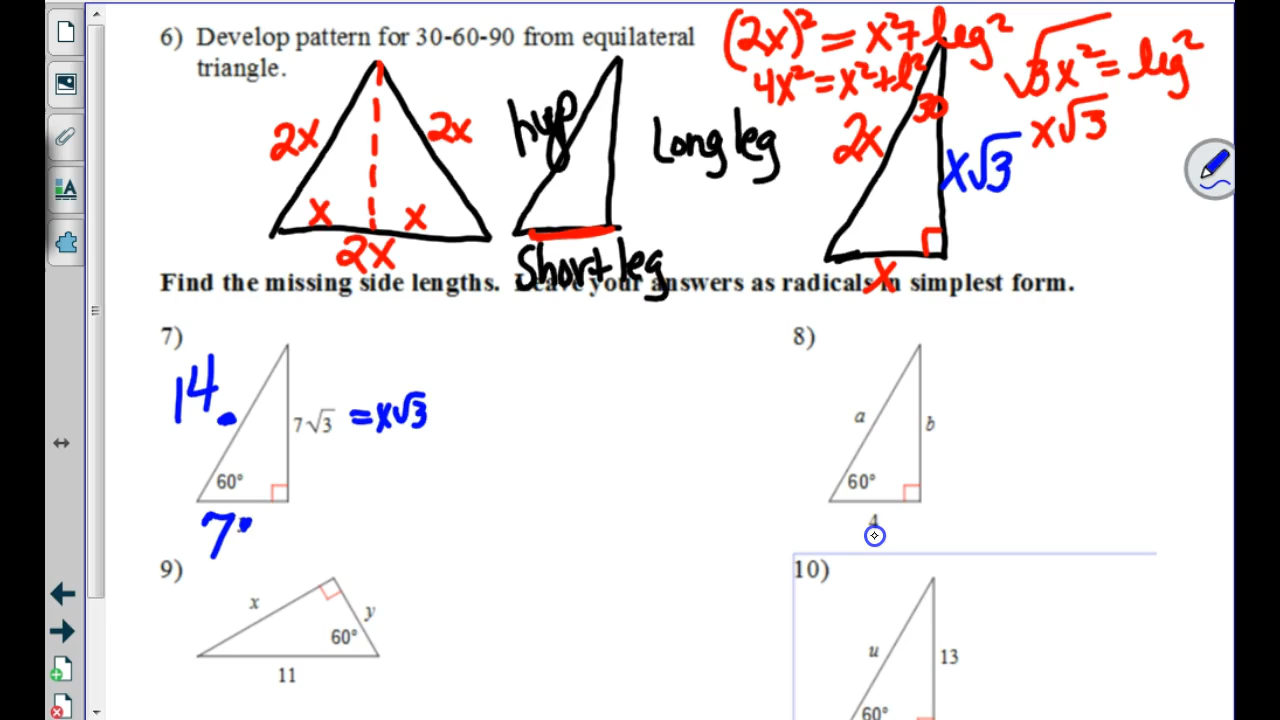 6) Develop pattern for 30-60-90 from equilateral
triangle.
(2x)² = x² + leg²
4x² = x² + l²
√3x² = leg²
x√3
2x
2x
x
x
2x
hyp
Long leg
Short leg
30
2x
x√3
x
Find the missing side lengths. Leave your answers as radicals in simplest form.
7)
14
7√3 = x√3
60°
7
8)
a
b
60°
4
9)
x
y
60°
11
10)
u
13
60°